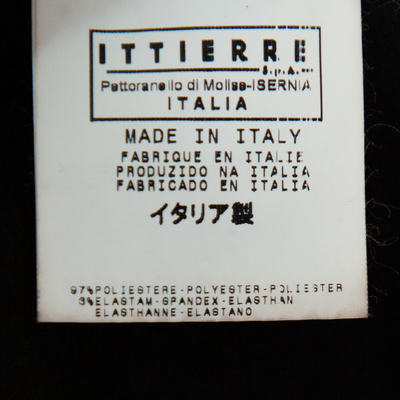 ITTIERRE
S.p.A.
Pettoranello di Molise-ISERNIA
ITALIA
MADE IN ITALY
FABRIQUE EN ITALIE
PRODUZIDO NA ITALIA
FABRICADO EN ITALIA
イタリア製
97%POLIESTERE-POLYESTER-POLIESTER
3%ELASTAM-SPANDEX-ELASTHAN
ELASTHANNE-ELASTANO